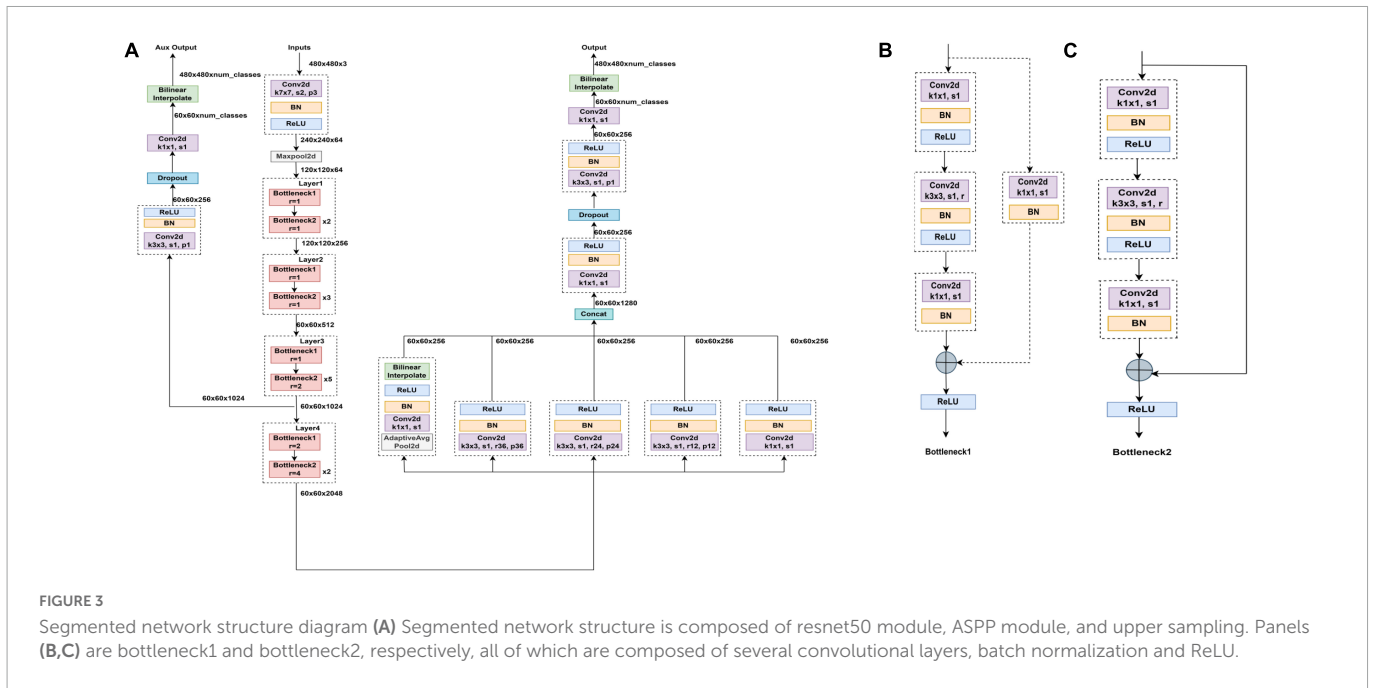 A
Aux Output
480x480xnum_classes
Bilinear
Interpolate
60x60xnum_classes
Conv2d
k1x1, s1
Dropout
60x60x256
ReLU
BN
Conv2d
k3x3, s1, p1
60x60x1024
Inputs
480x480x3
Conv2d
k7x7, s2, p3
BN
ReLU
240x240x64
Maxpool2d
120x120x64
Layer1
Bottleneck1
r=1
Bottleneck2
r=1
x2
120x120x256
Layer2
Bottleneck1
r=1
Bottleneck2
r=1
x3
60x60x512
Layer3
Bottleneck1
r=1
Bottleneck2
r=2
x5
60x60x1024
Layer4
Bottleneck1
r=2
Bottleneck2
r=4
x2
60x60x2048
Output
480x480xnum_classes
Bilinear
Interpolate
60x60xnum_classes
Conv2d
k1x1, s1
60x60x256
ReLU
BN
Conv2d
k3x3, s1, p1
Dropout
60x60x256
ReLU
BN
Conv2d
k1x1, s1
60x60x1280
Concat
60x60x256
60x60x256
60x60x256
60x60x256
60x60x256
Bilinear
Interpolate
ReLU
BN
Conv2d
k1x1, s1
AdaptiveAvg
Pool2d
ReLU
BN
Conv2d
k3x3, s1, r36, p36
ReLU
BN
Conv2d
k3x3, s1, r24, p24
ReLU
BN
Conv2d
k3x3, s1, r12, p12
ReLU
BN
Conv2d
k1x1, s1
B
Conv2d
k1x1, s1
BN
ReLU
Conv2d
k3x3, s1, r
BN
ReLU
Conv2d
k1x1, s1
BN
Conv2d
k1x1, s1
BN
ReLU
Bottleneck1
C
Conv2d
k1x1, s1
BN
ReLU
Conv2d
k3x3, s1, r
BN
ReLU
Conv2d
k1x1, s1
BN
ReLU
Bottleneck2
FIGURE 3
Segmented network structure diagram (A) Segmented network structure is composed of resnet50 module, ASPP module, and upper sampling. Panels
(B,C) are bottleneck1 and bottleneck2, respectively, all of which are composed of several convolutional layers, batch normalization and ReLU.